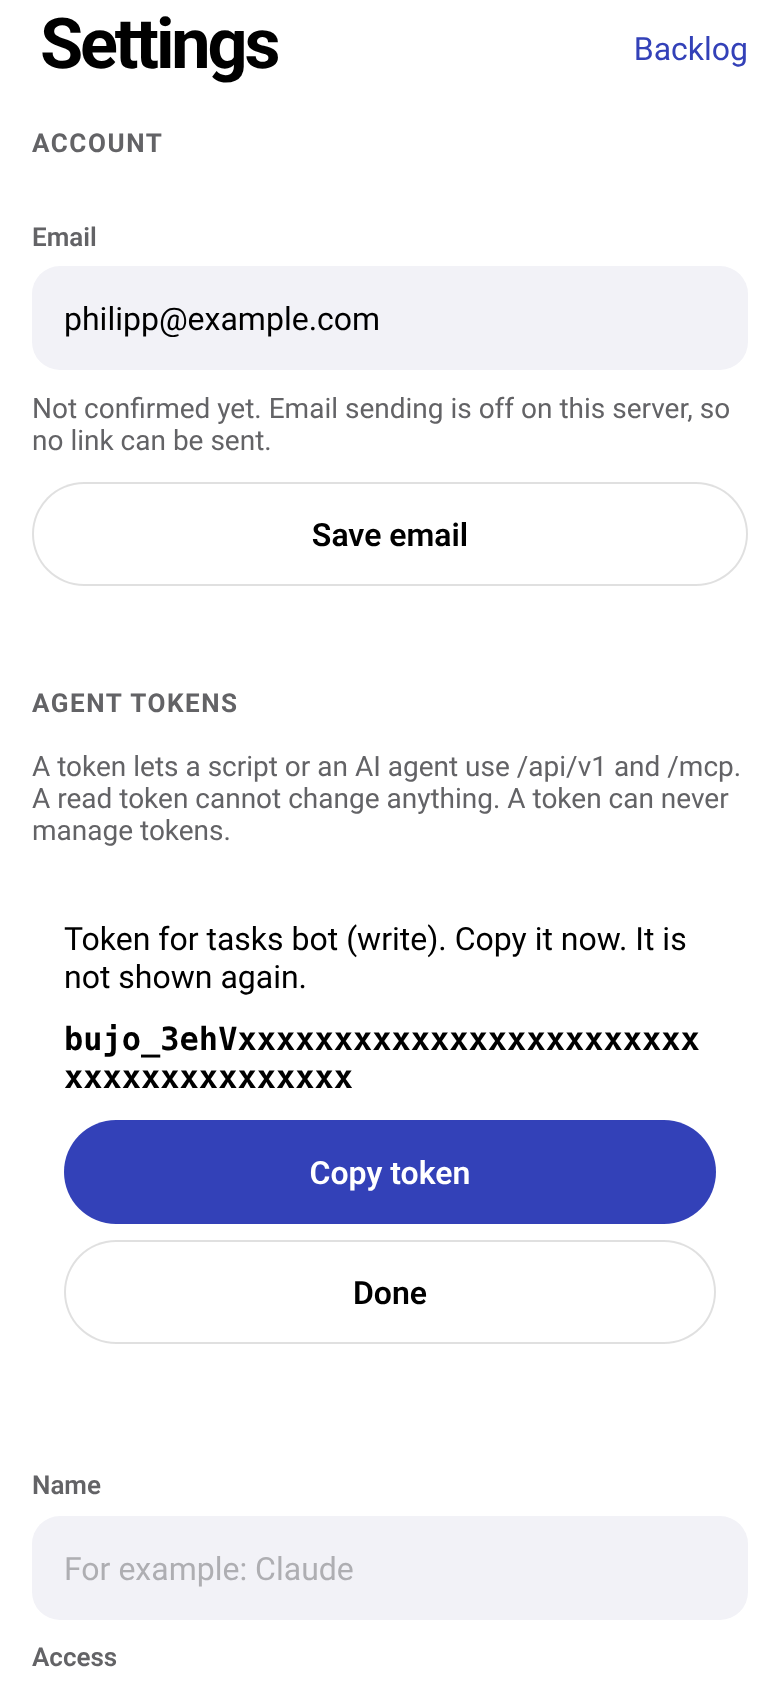 Settings
Backlog
ACCOUNT
Email
philipp@example.com
Not confirmed yet. Email sending is off on this server, so
no link can be sent.
Save email
AGENT TOKENS
A token lets a script or an AI agent use /api/v1 and /mcp.
A read token cannot change anything. A token can never
manage tokens.
Token for tasks bot (write). Copy it now. It is
not shown again.
bujo_3ehVxxxxxxxxxxxxxxxxxxxxxxxx
xxxxxxxxxxxxxxx
Copy token
Done
Name
For example: Claude
Access